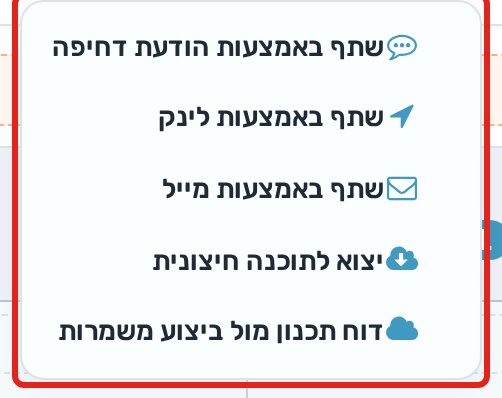 שתף באמצעות הודעת דחיפה
שתף באמצעות לינק
שתף באמצעות מייל
יצוא לתוכנה חיצונית
דוח תכנון מול ביצוע משמרות